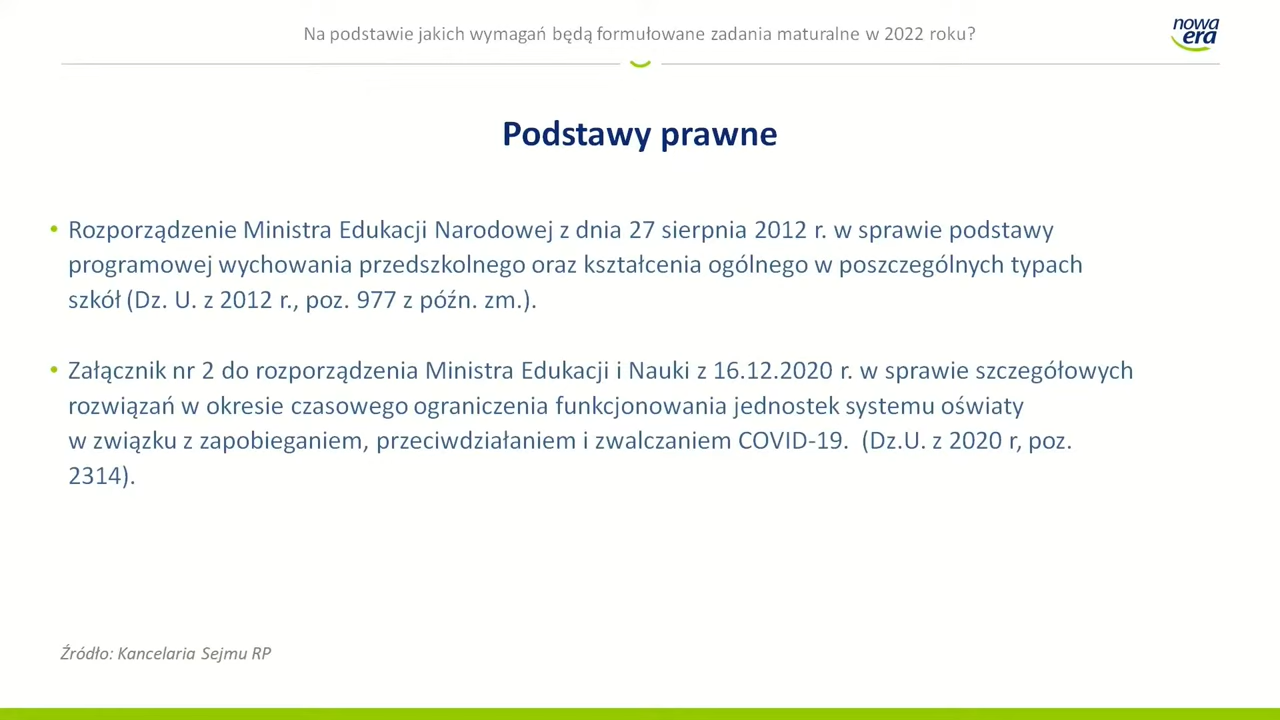 Na podstawie jakich wymagań będą formułowane zadania maturalne w 2022 roku?
nowa
era
Podstawy prawne
• Rozporządzenie Ministra Edukacji Narodowej z dnia 27 sierpnia 2012 r. w sprawie podstawy
programowej wychowania przedszkolnego oraz kształcenia ogólnego w poszczególnych typach
szkół (Dz. U. z 2012 r., poz. 977 z późn. zm.).
• Załącznik nr 2 do rozporządzenia Ministra Edukacji i Nauki z 16.12.2020 r. w sprawie szczegółowych
rozwiązań w okresie czasowego ograniczenia funkcjonowania jednostek systemu oświaty
w związku z zapobieganiem, przeciwdziałaniem i zwalczaniem COVID-19.  (Dz.U. z 2020 r, poz.
2314).
Źródło: Kancelaria Sejmu RP